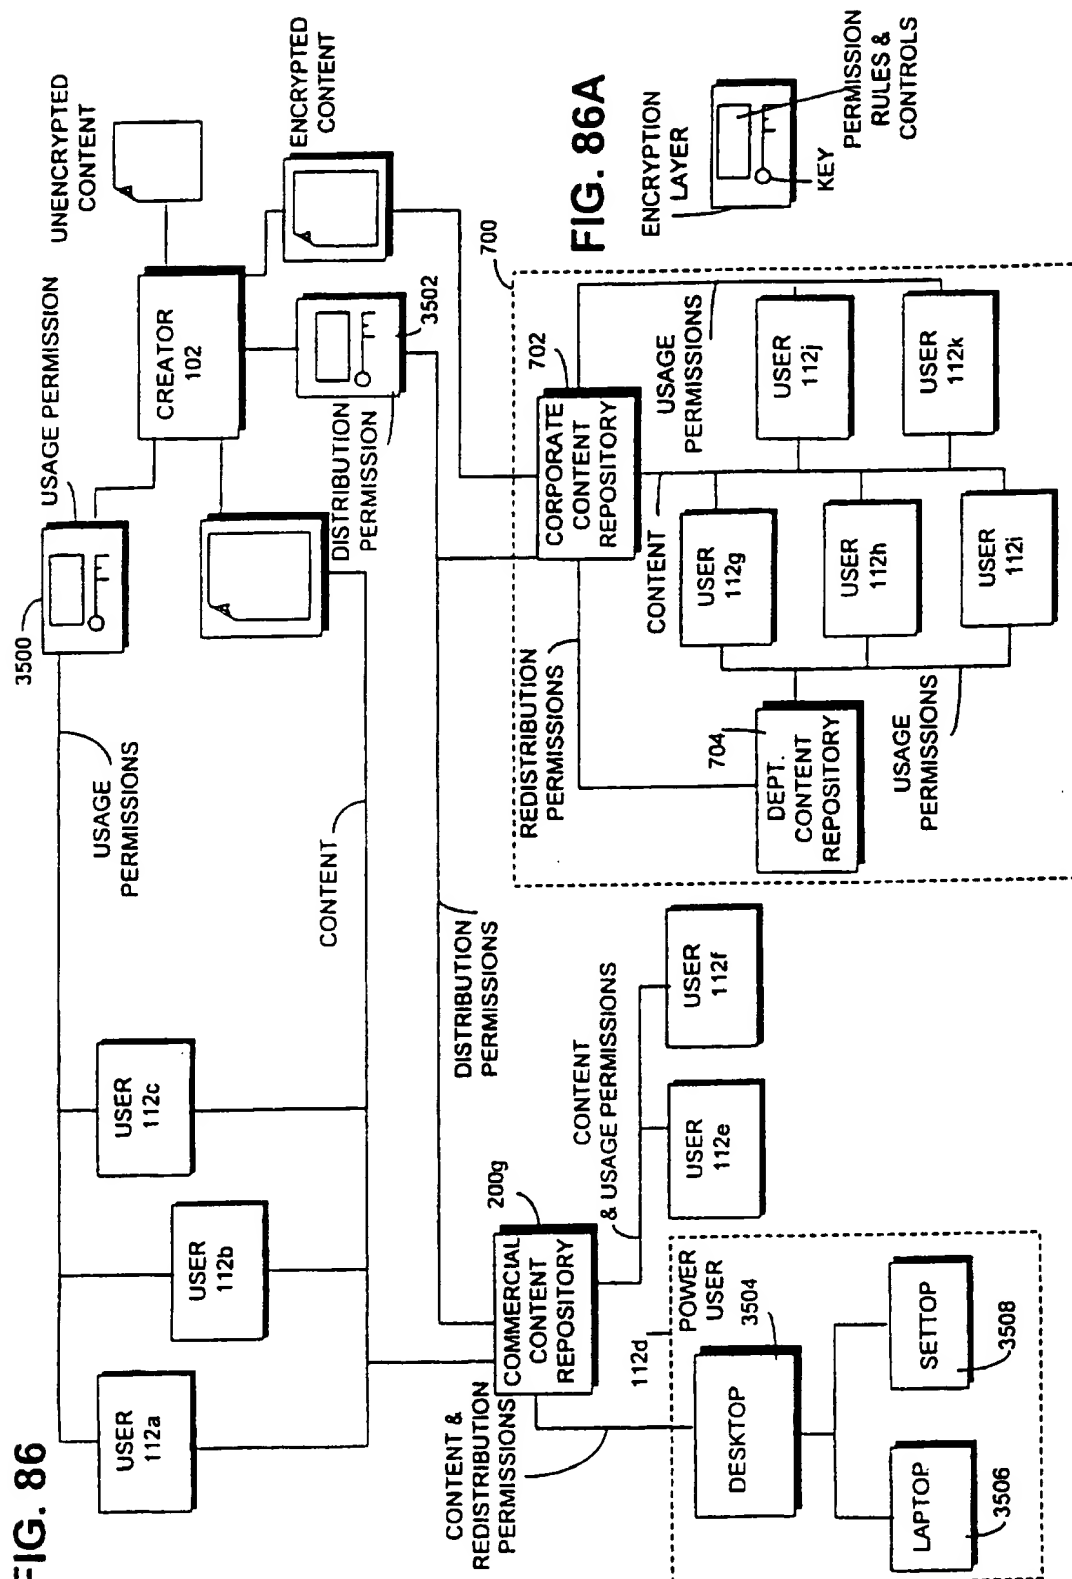 FIG. 86
USER
112a
USER
112b
USER
112c
USAGE
PERMISSIONS
3500
USAGE PERMISSION
CREATOR
102
UNENCRYPTED
CONTENT
ENCRYPTED
CONTENT
CONTENT
DISTRIBUTION
PERMISSION
3502
DISTRIBUTION
PERMISSIONS
COMMERCIAL
CONTENT
REPOSITORY
200g
CONTENT &
REDISTRIBUTION
PERMISSIONS
CONTENT
& USAGE PERMISSIONS
USER
112e
USER
112f
112d
POWER
USER
3504
DESKTOP
LAPTOP
3506
SETTOP
3508
700
702
CORPORATE
CONTENT
REPOSITORY
REDISTRIBUTION
PERMISSIONS
704
DEPT.
CONTENT
REPOSITORY
CONTENT
USAGE
PERMISSIONS
USER
112g
USER
112h
USER
112i
USAGE
PERMISSIONS
USER
112j
USER
112k
FIG. 86A
ENCRYPTION
LAYER
KEY
PERMISSION
RULES &
CONTROLS